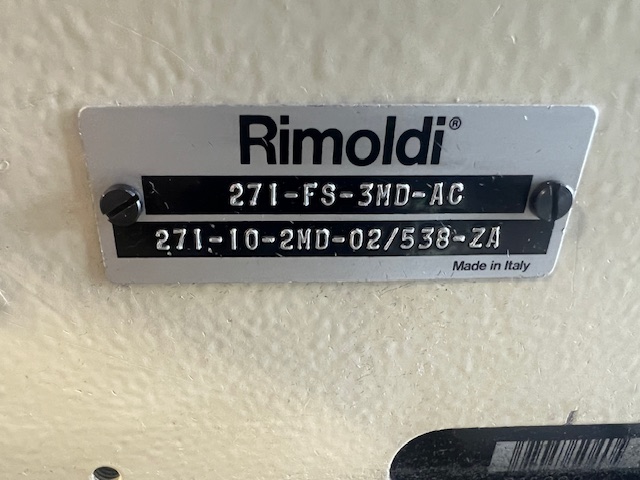 Rimoldi®
271-FS-3MD-AC
271-10-2MD-02/538-ZA
Made in Italy